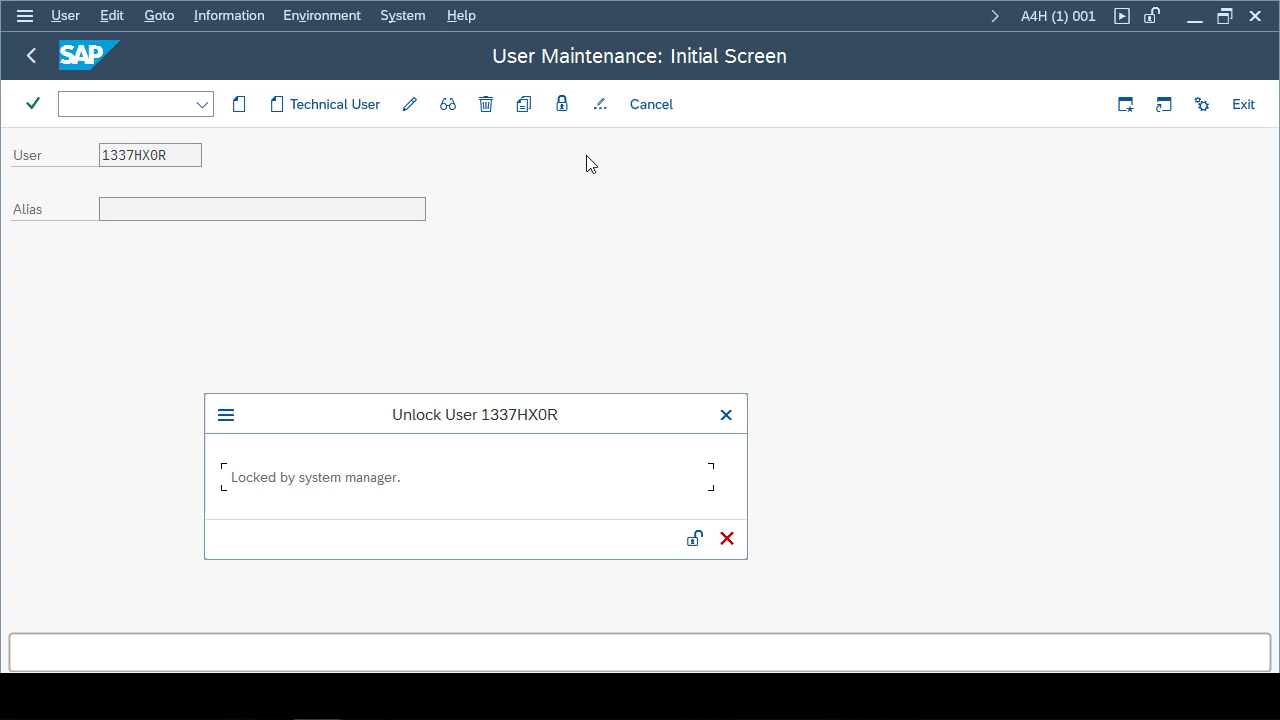 User Edit Goto Information Environment System Help A4H (1) 001
SAP User Maintenance: Initial Screen
Technical User Cancel Exit
User 1337HX0R
Alias
Unlock User 1337HX0R
Locked by system manager.